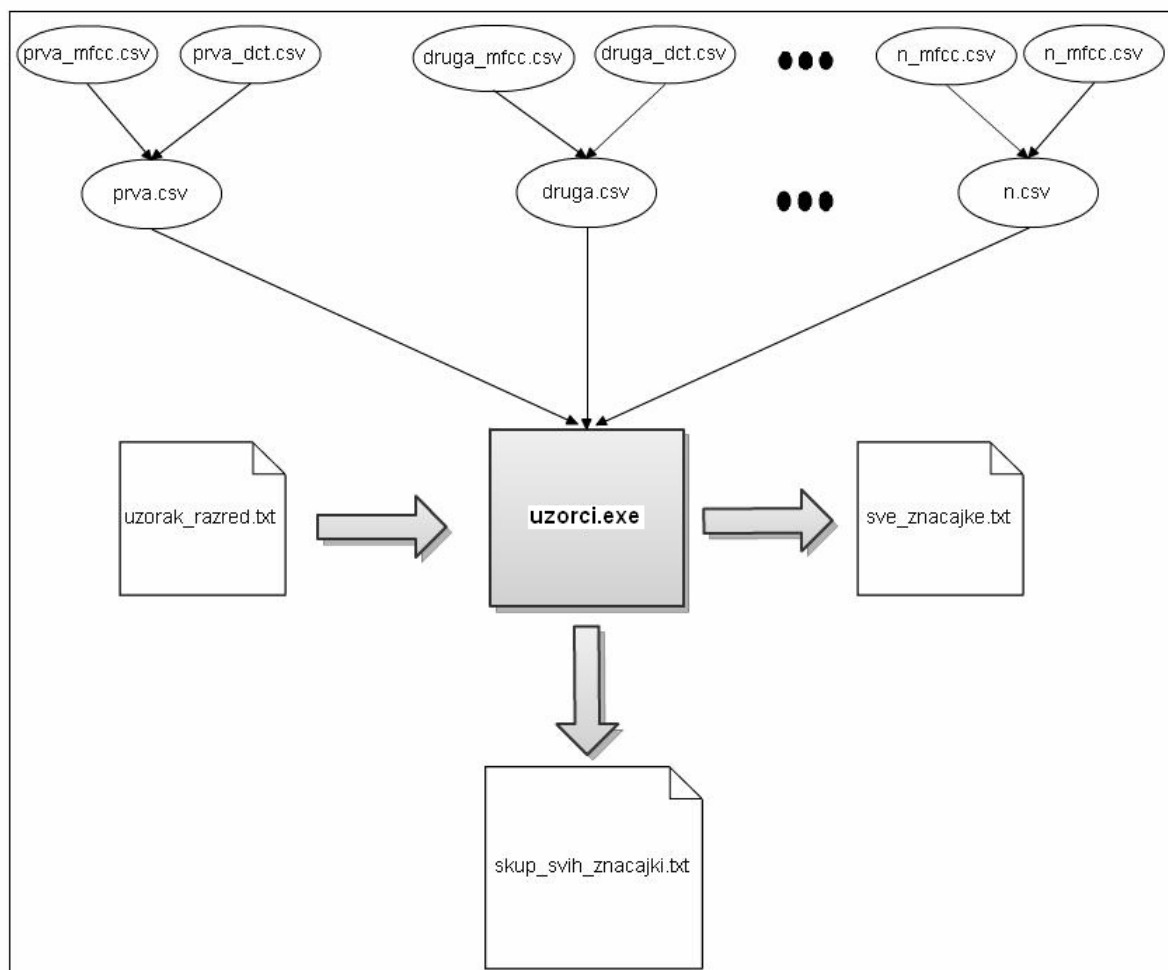 prva_mfcc.csv
prva_dct.csv
druga_mfcc.csv
druga_dct.csv
n_mfcc.csv
n_mfcc.csv
prva.csv
druga.csv
n.csv
uzorak_razred.txt
uzorci.exe
sve_znacajke.txt
skup_svih_znacajki.txt